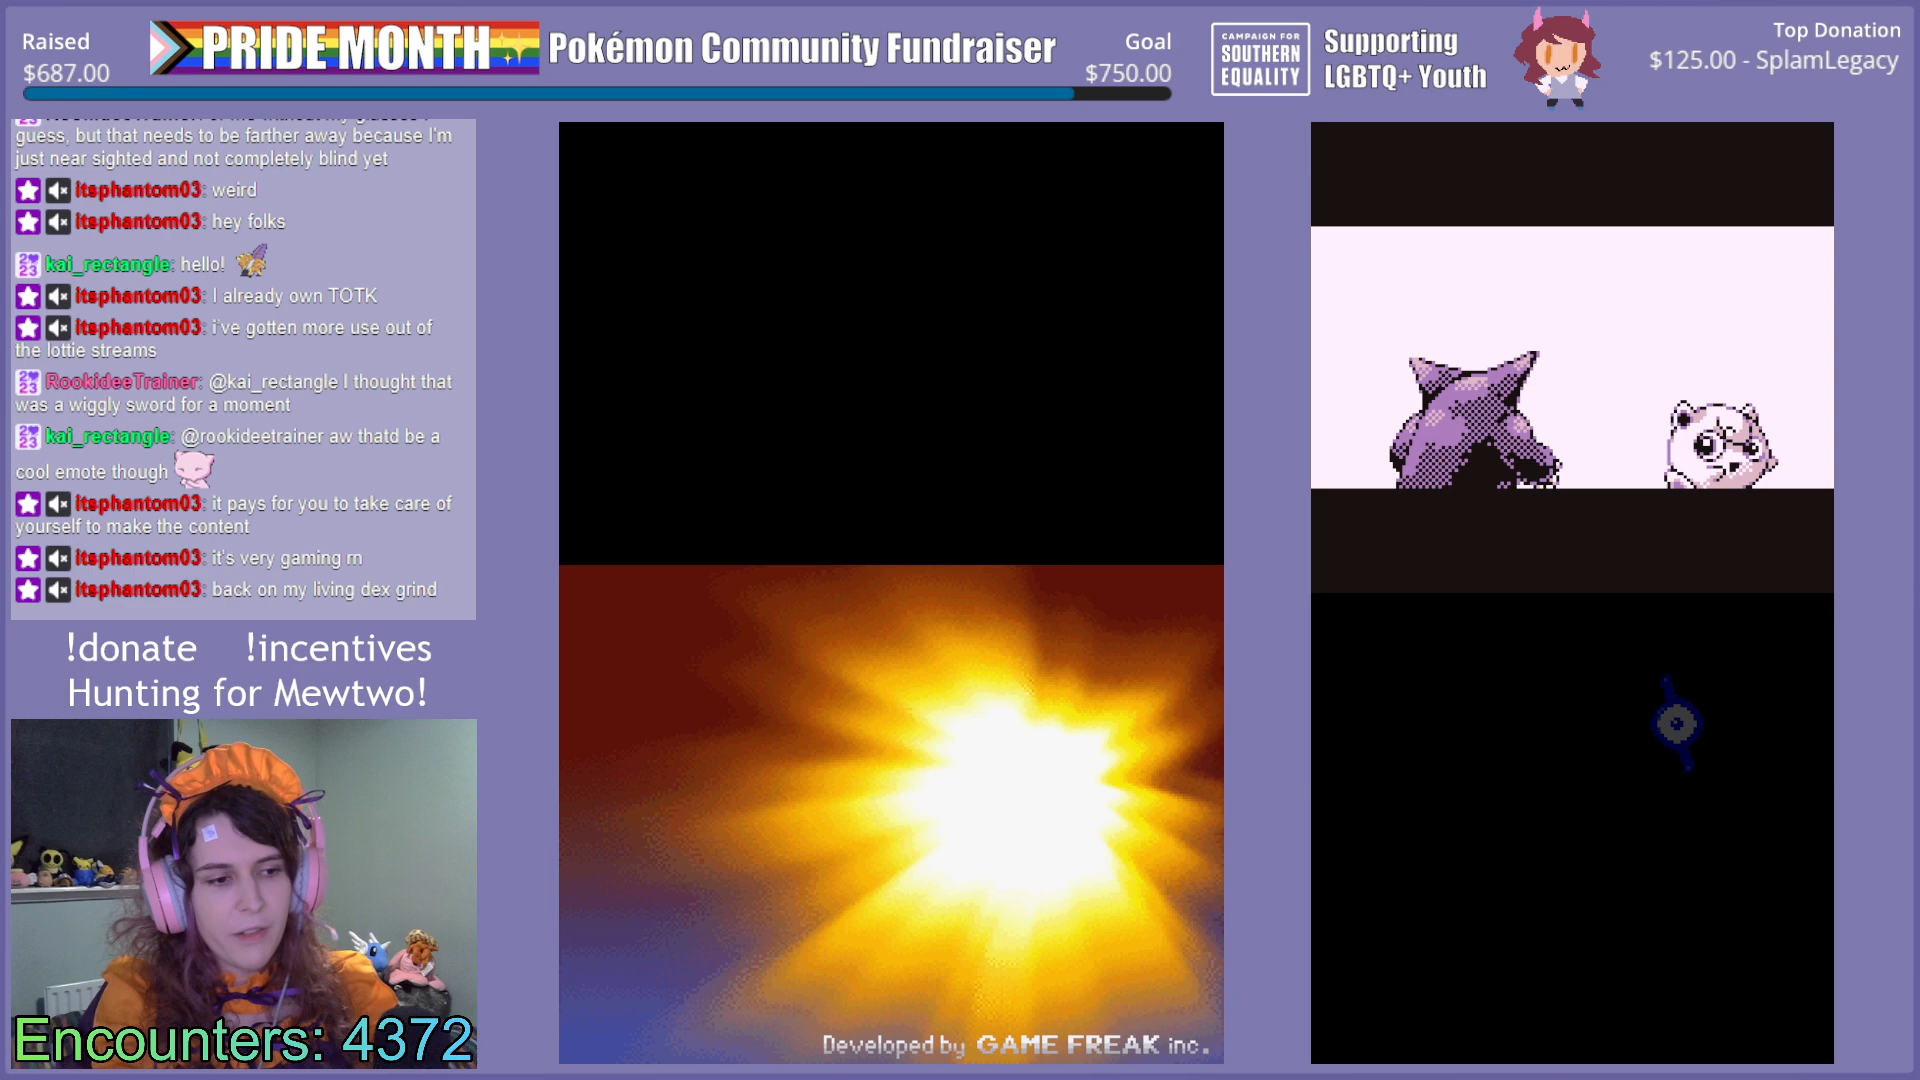 Raised
$687.00
PRIDE MONTH
Pokémon Community Fundraiser
Goal
$750.00
CAMPAIGN FOR
SOUTHERN
EQUALITY
Supporting
LGBTQ+ Youth
Top Donation
$125.00 - SplamLegacy
guess, but that needs to be farther away because I'm
just near sighted and not completely blind yet
itsphantom03: weird
itsphantom03: hey folks
kai_rectangle: hello!
itsphantom03: I already own TOTK
itsphantom03: i've gotten more use out of
the lottie streams
RookideeTrainer: @kai_rectangle I thought that
was a wiggly sword for a moment
kai_rectangle: @rookideetrainer aw thatd be a
cool emote though
itsphantom03: it pays for you to take care of
yourself to make the content
itsphantom03: it's very gaming rn
itsphantom03: back on my living dex grind
!donate !incentives
Hunting for Mewtwo!
Encounters: 4372
Developed by GAME FREAK inc.